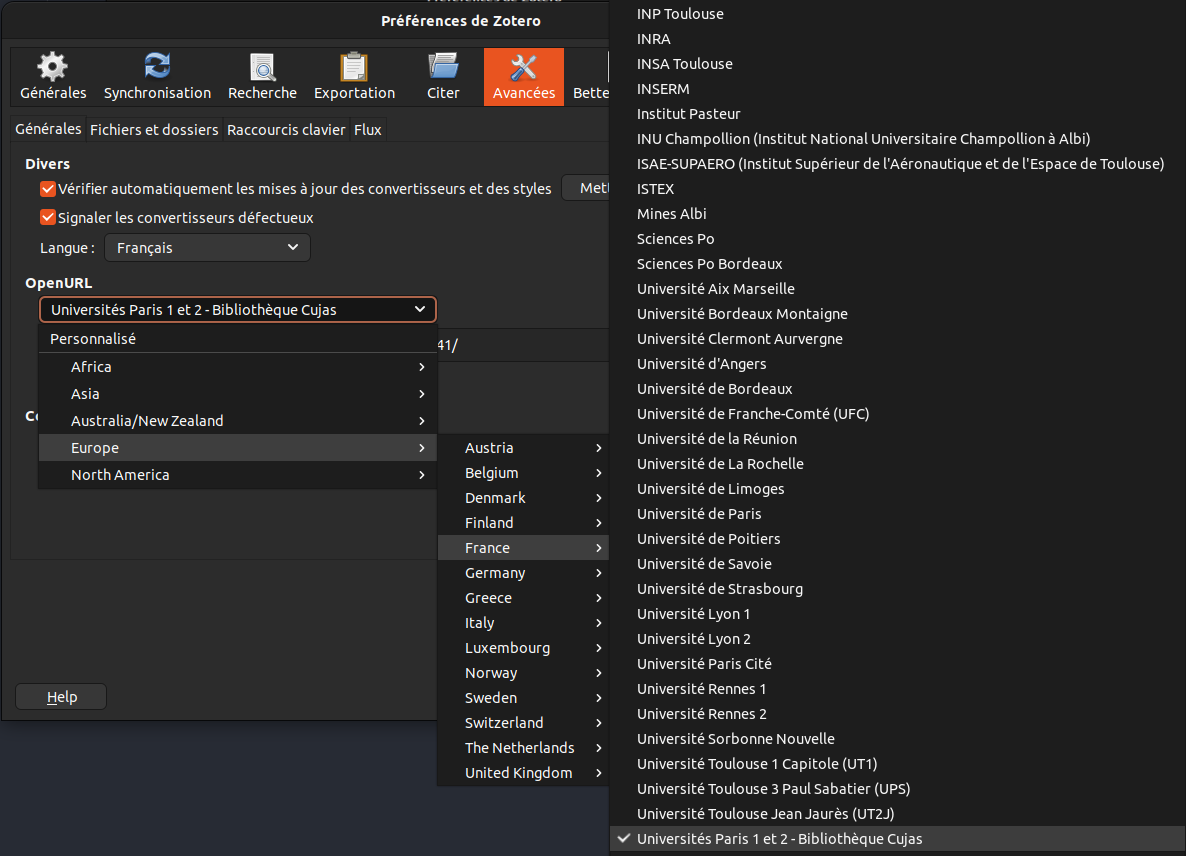 Préférences de Zotero
Générales
Synchronisation
Recherche
Exportation
Citer
Avancées
Bette
Générales
Fichiers et dossiers
Raccourcis clavier
Flux
Divers
Vérifier automatiquement les mises à jour des convertisseurs et des styles
Mett
Signaler les convertisseurs défectueux
Langue :
Français
OpenURL
Universités Paris 1 et 2 - Bibliothèque Cujas
41/
Personnalisé
Africa
Asia
Australia/New Zealand
Europe
North America
Help
Austria
Belgium
Denmark
Finland
France
Germany
Greece
Italy
Luxembourg
Norway
Sweden
Switzerland
The Netherlands
United Kingdom
INP Toulouse
INRA
INSA Toulouse
INSERM
Institut Pasteur
INU Champollion (Institut National Universitaire Champollion à Albi)
ISAE-SUPAERO (Institut Supérieur de l'Aéronautique et de l'Espace de Toulouse)
ISTEX
Mines Albi
Sciences Po
Sciences Po Bordeaux
Université Aix Marseille
Université Bordeaux Montaigne
Université Clermont Aurvergne
Université d'Angers
Université de Bordeaux
Université de Franche-Comté (UFC)
Université de la Réunion
Université de La Rochelle
Université de Limoges
Université de Paris
Université de Poitiers
Université de Savoie
Université de Strasbourg
Université Lyon 1
Université Lyon 2
Université Paris Cité
Université Rennes 1
Université Rennes 2
Université Sorbonne Nouvelle
Université Toulouse 1 Capitole (UT1)
Université Toulouse 3 Paul Sabatier (UPS)
Université Toulouse Jean Jaurès (UT2J)
Universités Paris 1 et 2 - Bibliothèque Cujas